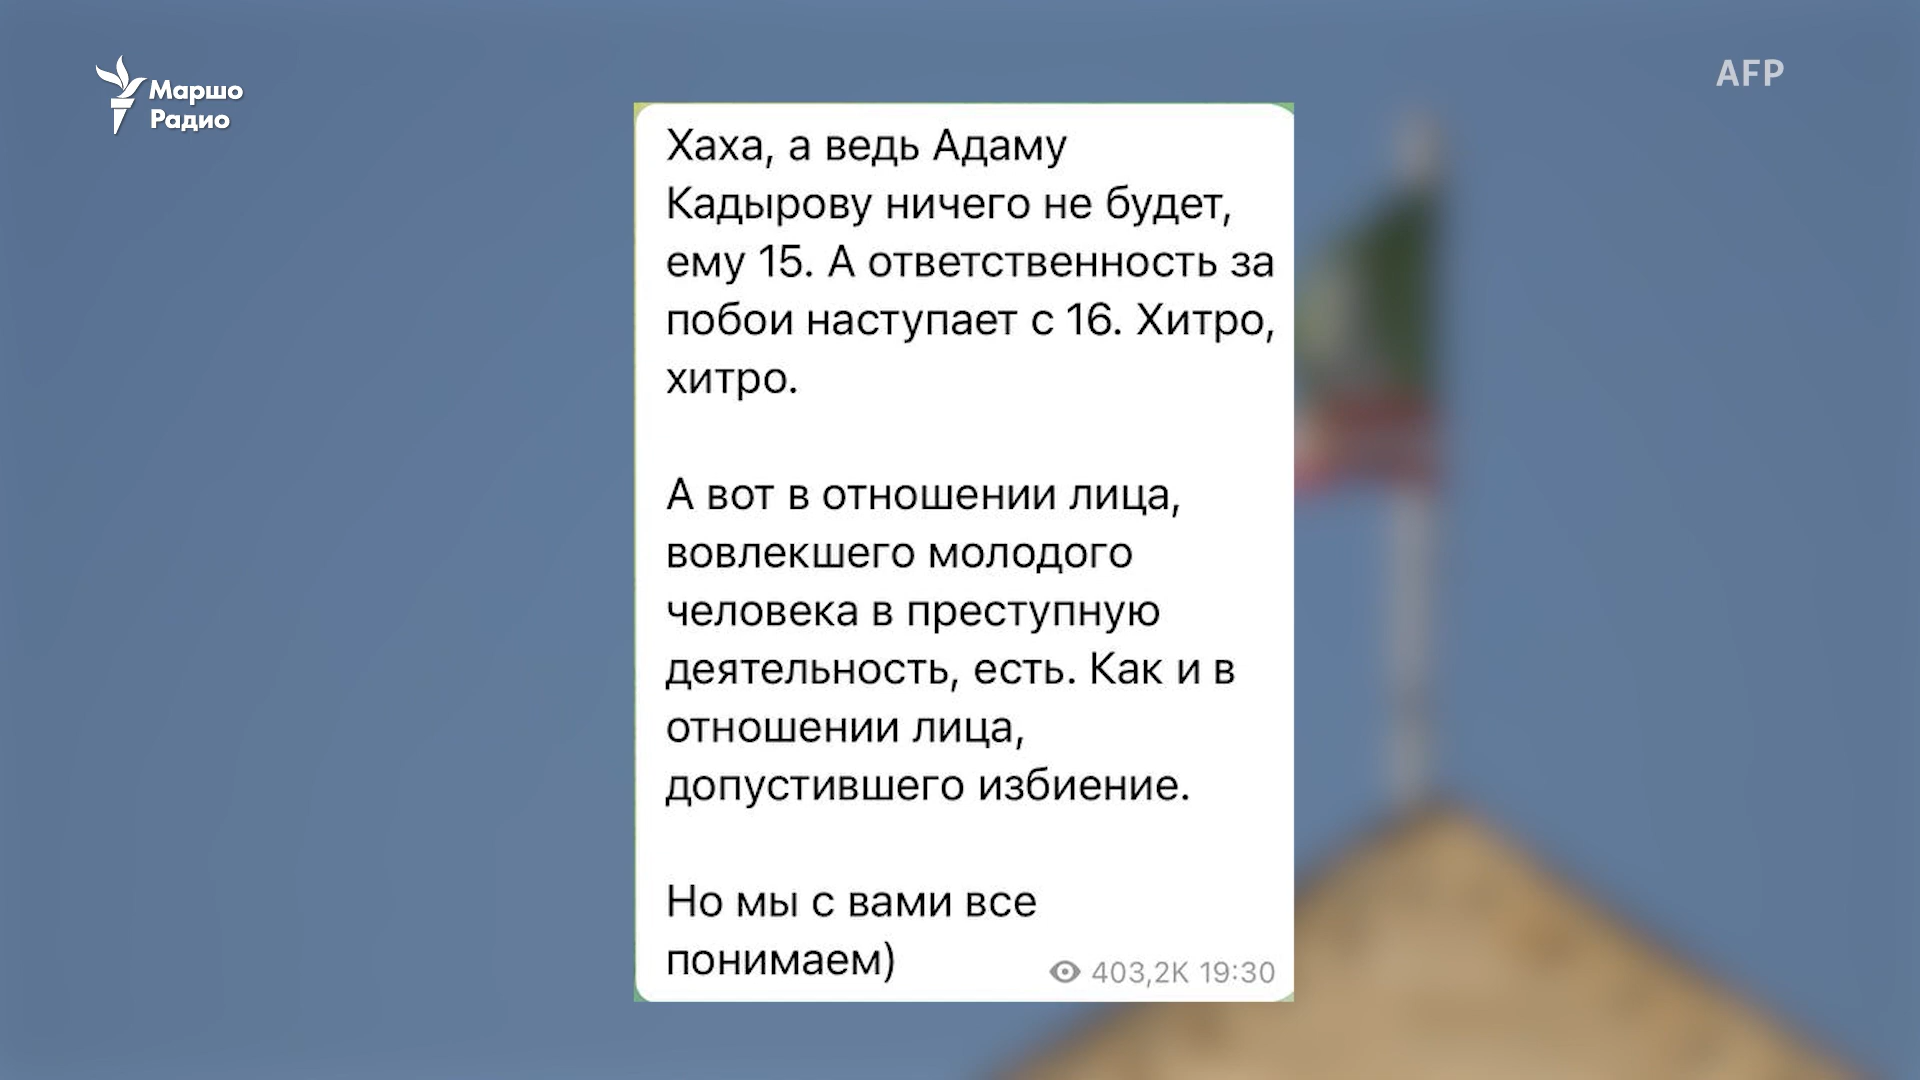 Маршо
Радио
AFP
Хаха, а ведь Адаму
Кадырову ничего не будет,
ему 15. А ответственность за
побои наступает с 16. Хитро,
хитро.
А вот в отношении лица,
вовлекшего молодого
человека в преступную
деятельность, есть. Как и в
отношении лица,
допустившего избиение.
Но мы с вами все
понимаем)
403,2K 19:30